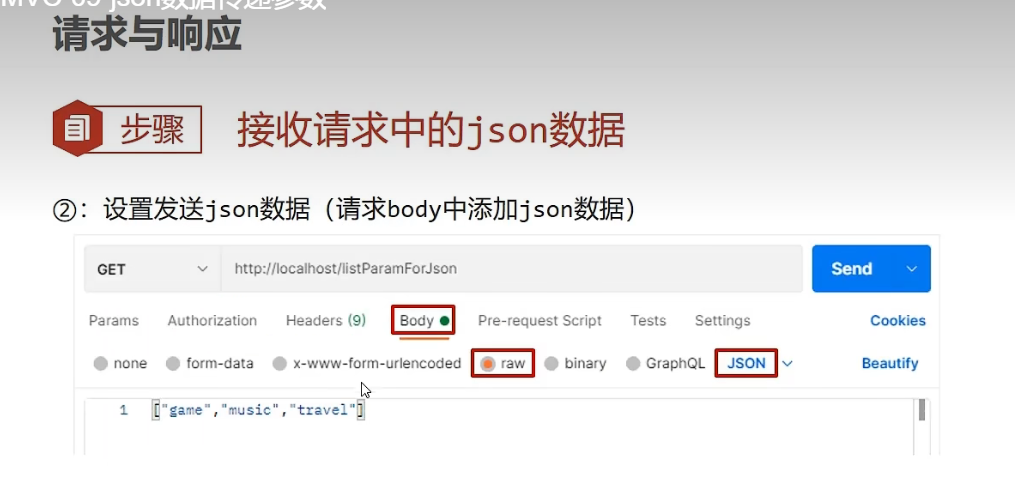 MVC-09-json数据传递参数
请求与响应
步骤 接收请求中的json数据
②：设置发送json数据（请求body中添加json数据）
GET http://localhost/listParamForJson Send
Params Authorization Headers (9) Body Pre-request Script Tests Settings Cookies
none form-data x-www-form-urlencoded raw binary GraphQL JSON Beautify
1 ["game","music","travel"]